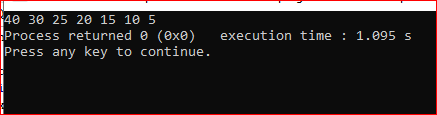 40 30 25 20 15 10 5
Process returned 0 (0x0)   execution time : 1.095 s
Press any key to continue.